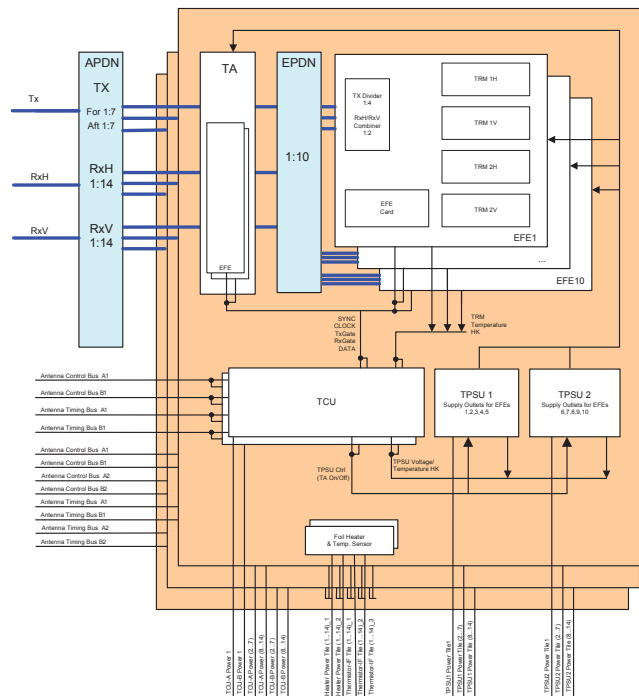 APDN
TX
For 1:7
Aft 1:7
RxH
1:14
RxV
1:14
Tx
RxH
RxV
TA
EFE
EPDN
1:10
TX Divider
1:4
RxH/RxV
Combiner
1:2
TRM 1H
TRM 1V
TRM 2H
TRM 2V
EFE
Card
EFE1
...
EFE10
SYNC
CLOCK
TxGate
RxGate
DATA
TRM
Temperature
HK
Antenna Control Bus A1
Antenna Control Bus B1
Antenna Timing Bus A1
Antenna Timing Bus B1
Antenna Control Bus A1
Antenna Control Bus B1
Antenna Control Bus A2
Antenna Control Bus B2
Antenna Timing Bus A1
Antenna Timing Bus B1
Antenna Timing Bus A2
Antenna Timing Bus B2
TCU
TPSU 1
Supply Outlets for EFEs
1,2,3,4,5
TPSU 2
Supply Outlets for EFEs
6,7,8,9,10
TPSU Ctrl
(TA On/Off)
TPSU Voltage/
Temperature HK
Foil Heater
& Temp. Sensor
TCU-A Power 1
TCU-B Power 1
TCU-A Power (2..7)
TCU-A Power (8...14)
TCU-B Power (2..7)
TCU-B Power (8...14)
Heater Power Tile (1...14)_1
Heater Power Tile (1...14)_2
Thermistor-IF Tile (1...14)_1
Thermistor-IF Tile (1...14)_2
Thermistor-IF Tile (1...14)_3
TPSU1 Power Tile1
TPSU1 Power Tile (2...7)
TPSU1 Power Tile (8...14)
TPSU2 Power Tile1
TPSU2 Power Tile (2...7)
TPSU2 Power Tile (8...14)